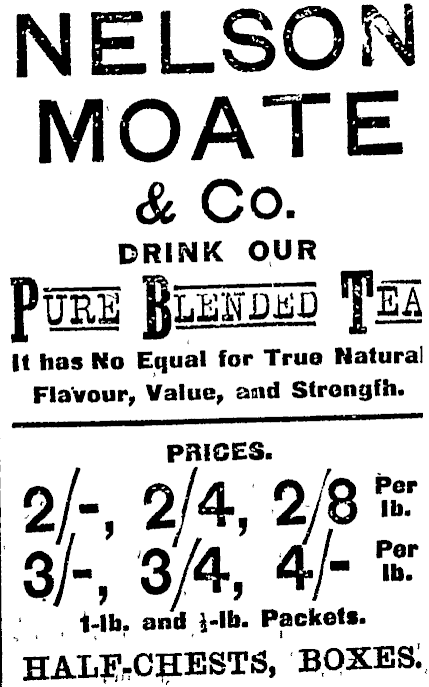 NELSON
MOATE
& Co.
DRINK OUR
PURE BLENDED TEA
It has No Equal for True Natural
Flavour, Value, and Strength.
PRICES.
2/-, 2/4, 2/8 Per lb.
3/-, 3/4, 4/- Per lb.
1-lb. and ½-lb. Packets.
HALF-CHESTS, BOXES.